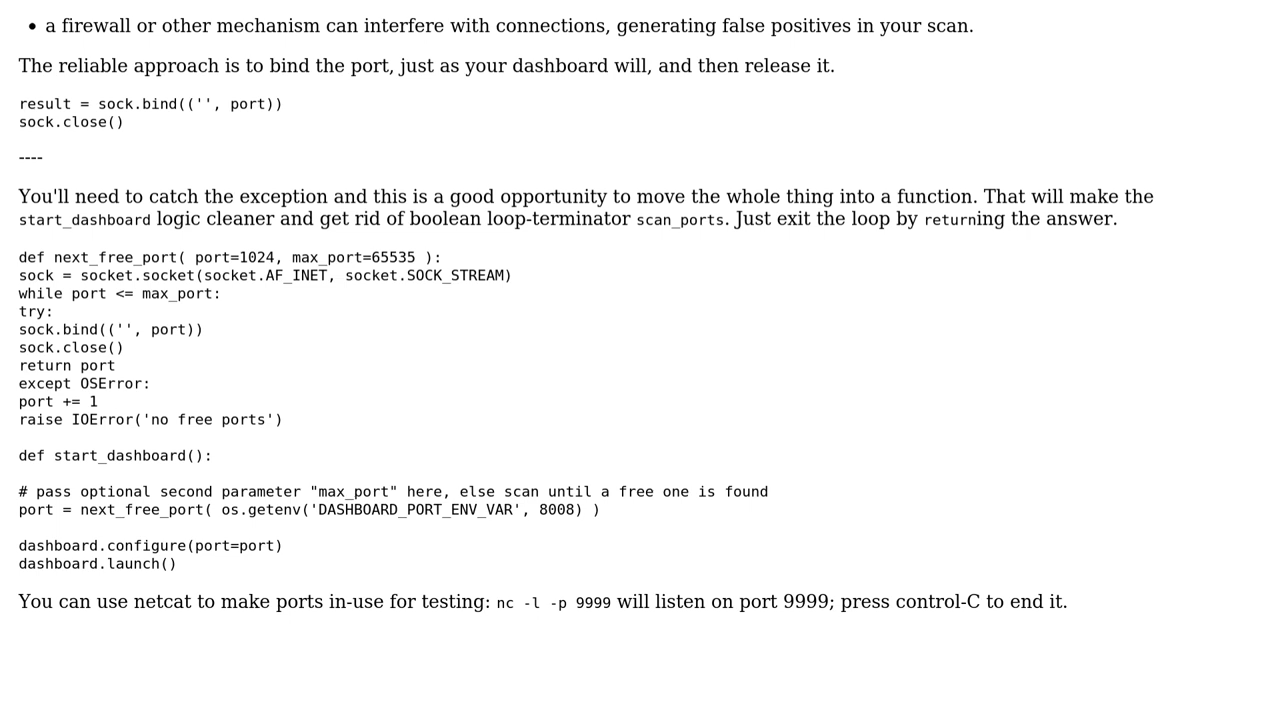 • a firewall or other mechanism can interfere with connections, generating false positives in your scan.
The reliable approach is to bind the port, just as your dashboard will, and then release it.
result = sock.bind(('', port))
sock.close()
----
You'll need to catch the exception and this is a good opportunity to move the whole thing into a function. That will make the
start_dashboard logic cleaner and get rid of boolean loop-terminator scan_ports. Just exit the loop by returning the answer.
def next_free_port( port=1024, max_port=65535 ):
sock = socket.socket(socket.AF_INET, socket.SOCK_STREAM)
while port <= max_port:
try:
sock.bind(('', port))
sock.close()
return port
except OSError:
port += 1
raise IOError('no free ports')
def start_dashboard():
# pass optional second parameter "max_port" here, else scan until a free one is found
port = next_free_port( os.getenv('DASHBOARD_PORT_ENV_VAR', 8008) )
dashboard.configure(port=port)
dashboard.launch()
You can use netcat to make ports in-use for testing: nc -l -p 9999 will listen on port 9999; press control-C to end it.